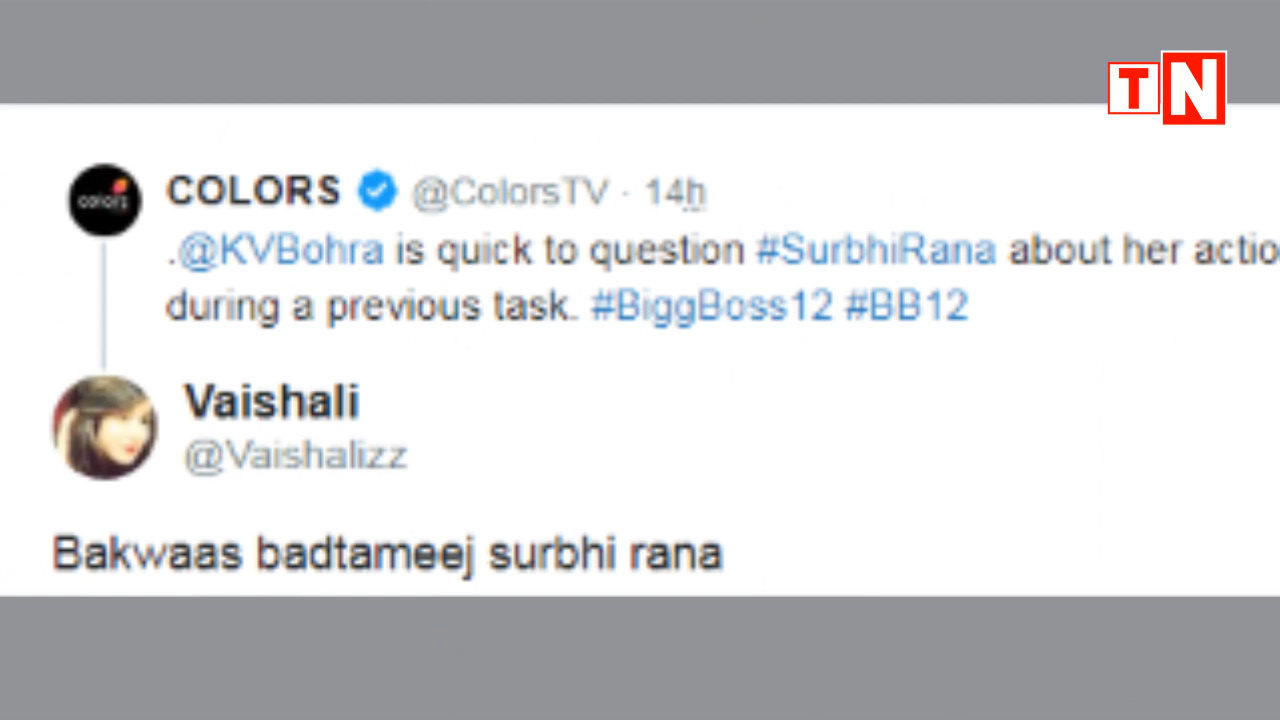 TN
COLORS @ColorsTV · 14h
colors
.@KVBohra is quick to question #SurbhiRana about her actio
during a previous task. #BiggBoss12 #BB12
Vaishali
@Vaishalizz
Bakwaas badtameej surbhi rana